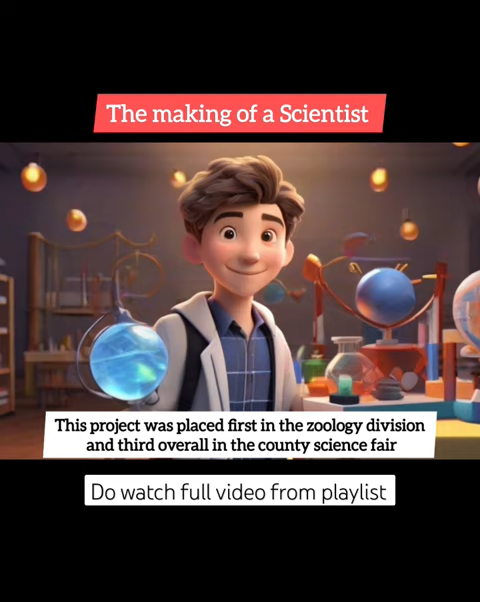 The making of a Scientist
This project was placed first in the zoology division
and third overall in the county science fair
Do watch full video from playlist